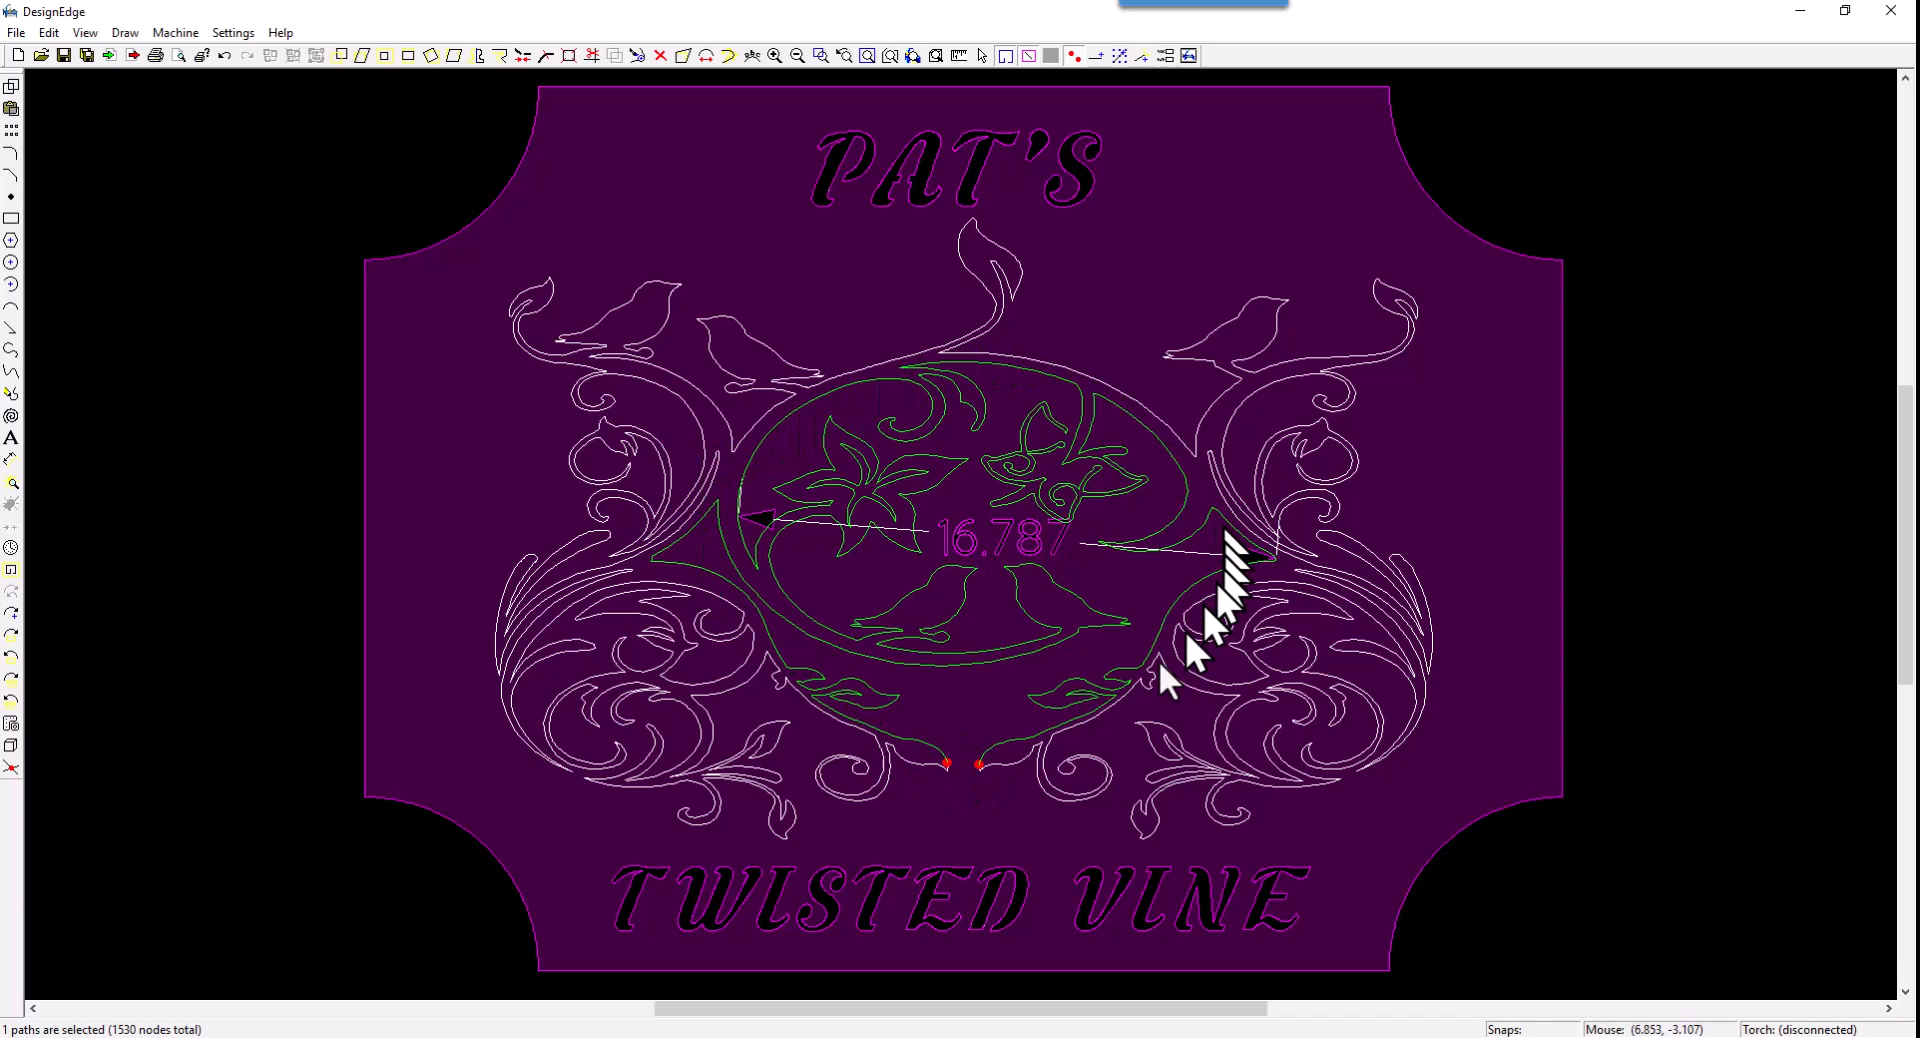 DesignEdge
File Edit View Draw Machine Settings Help
abc
A
PAT'S
16.787
TWISTED VINE
1 paths are selected (1530 nodes total)
Snaps:
Mouse: (6.853, -3.107)
Torch: (disconnected)